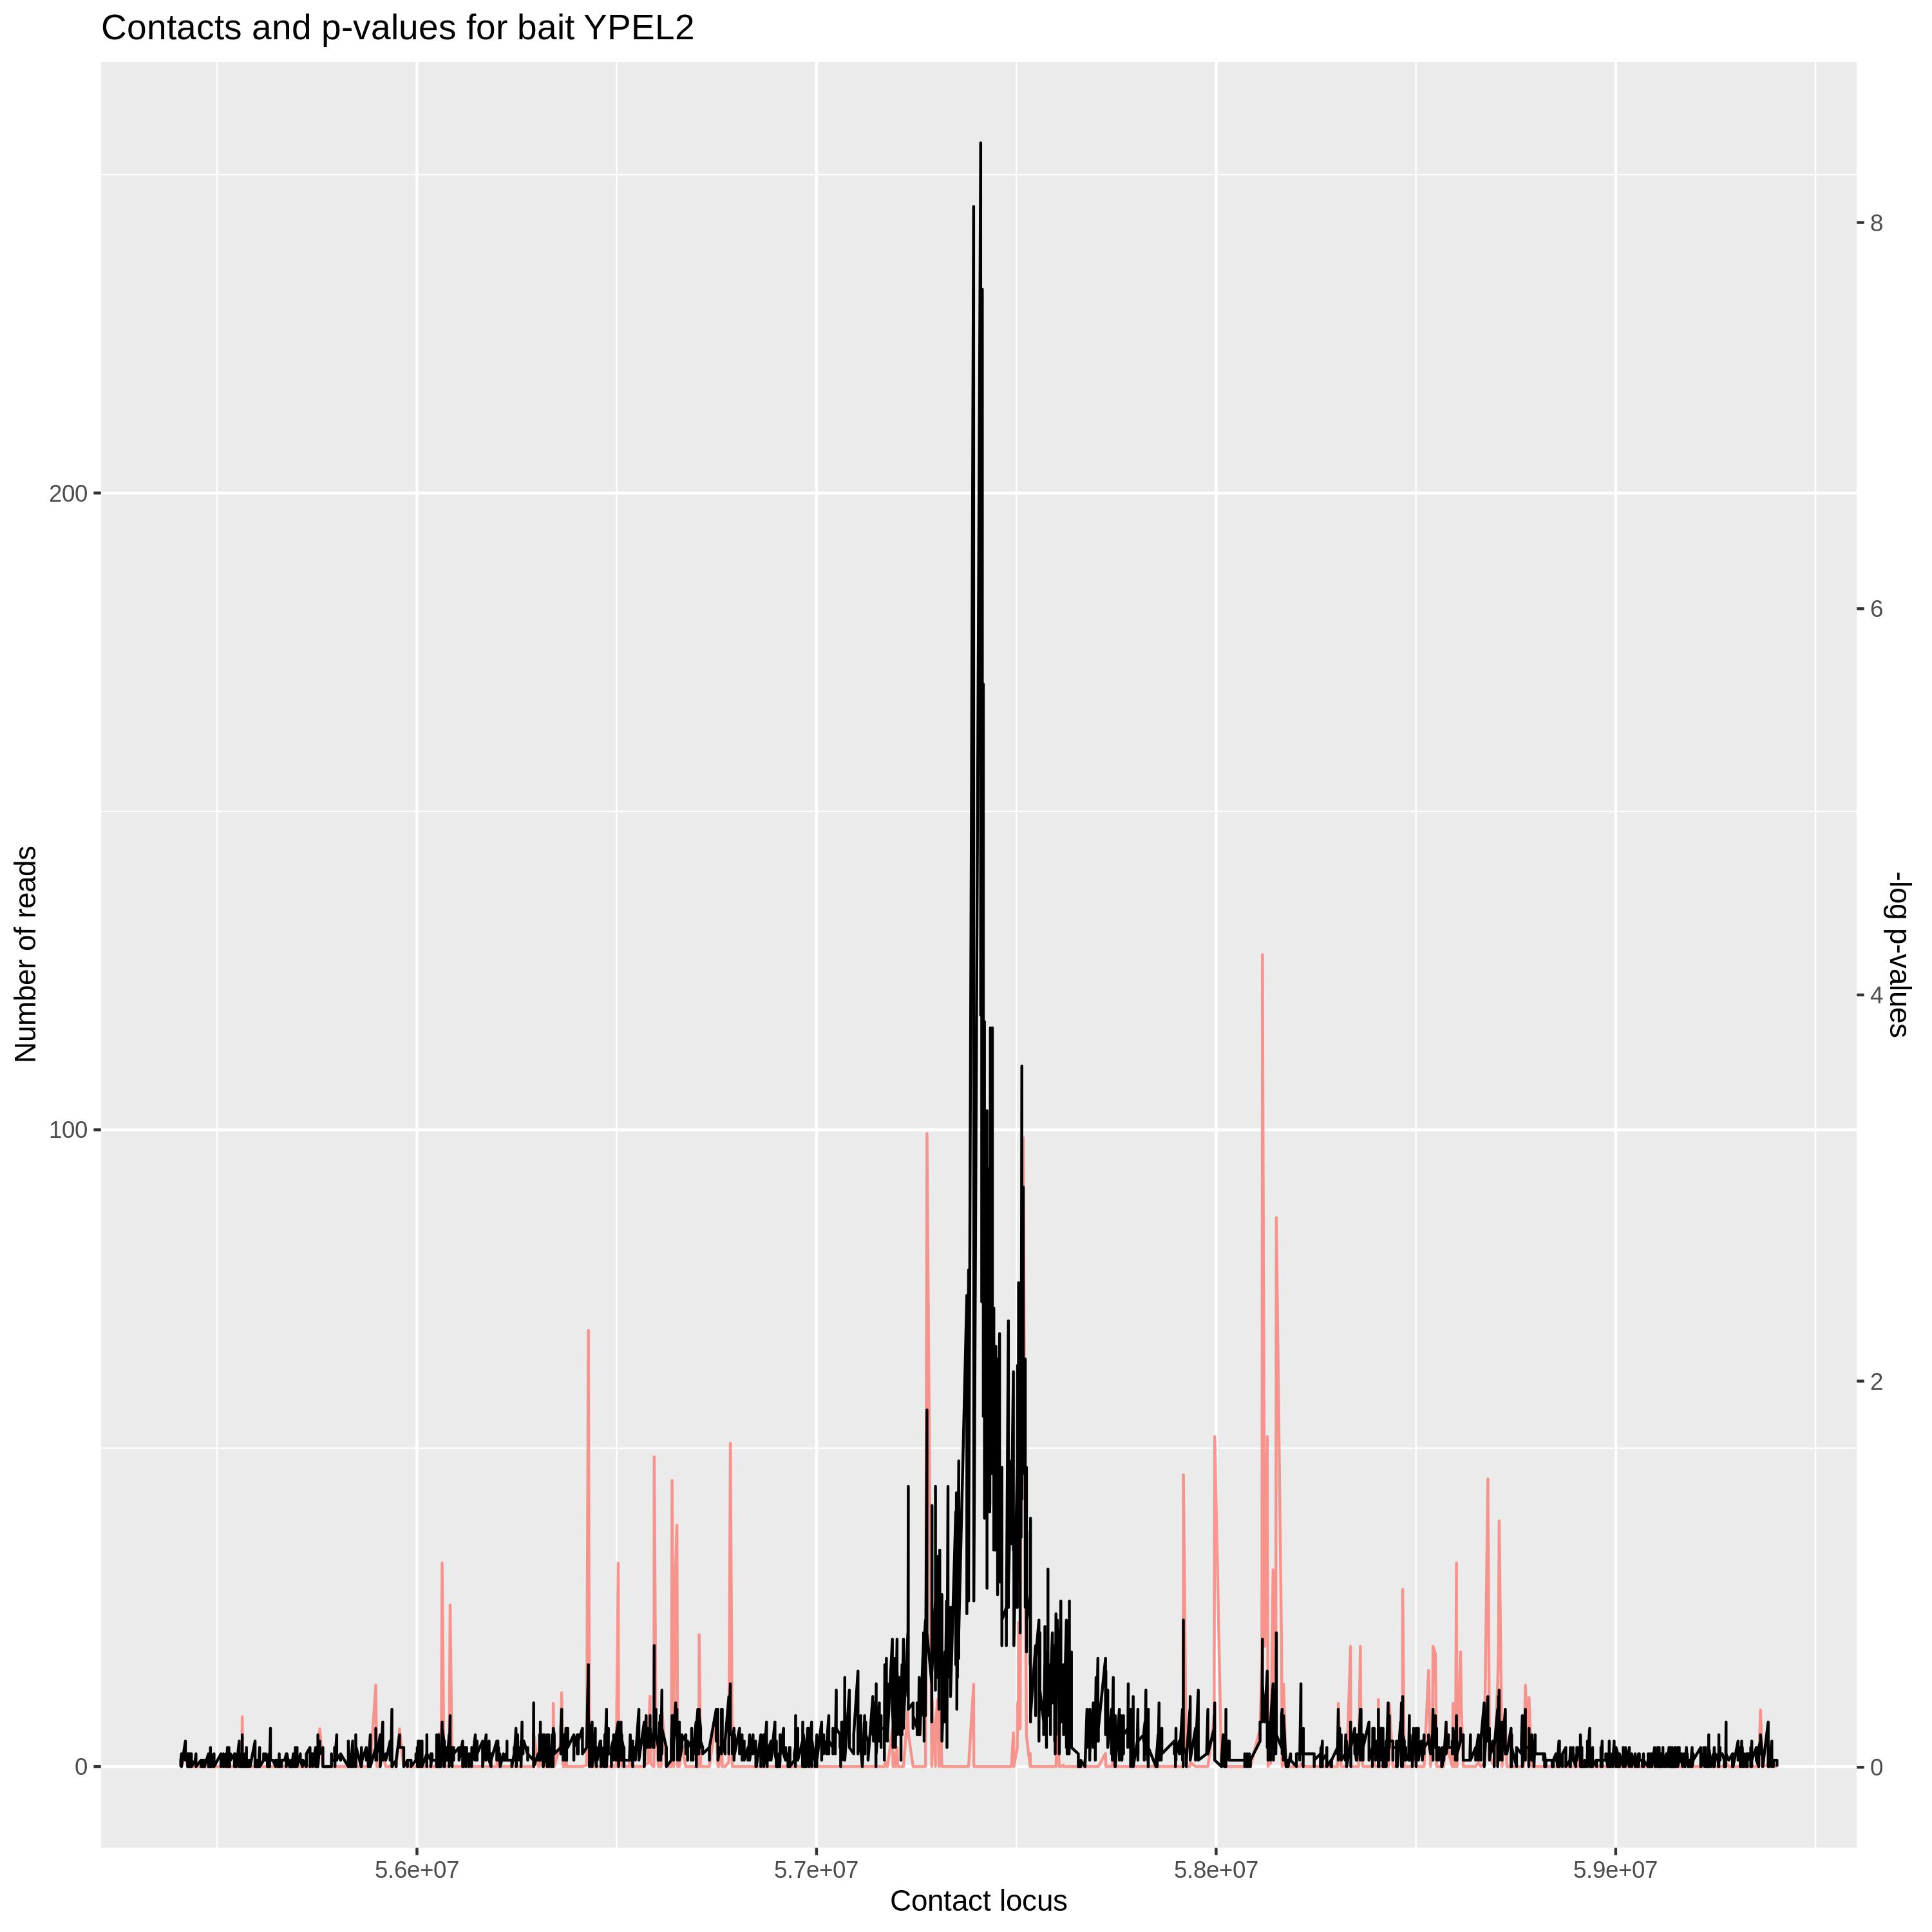 Contacts and p-values for bait YPEL2
Number of reads
200
100
0
8
6
4
2
0
-log p-values
5.6e+07
5.7e+07
5.8e+07
5.9e+07
Contact locus